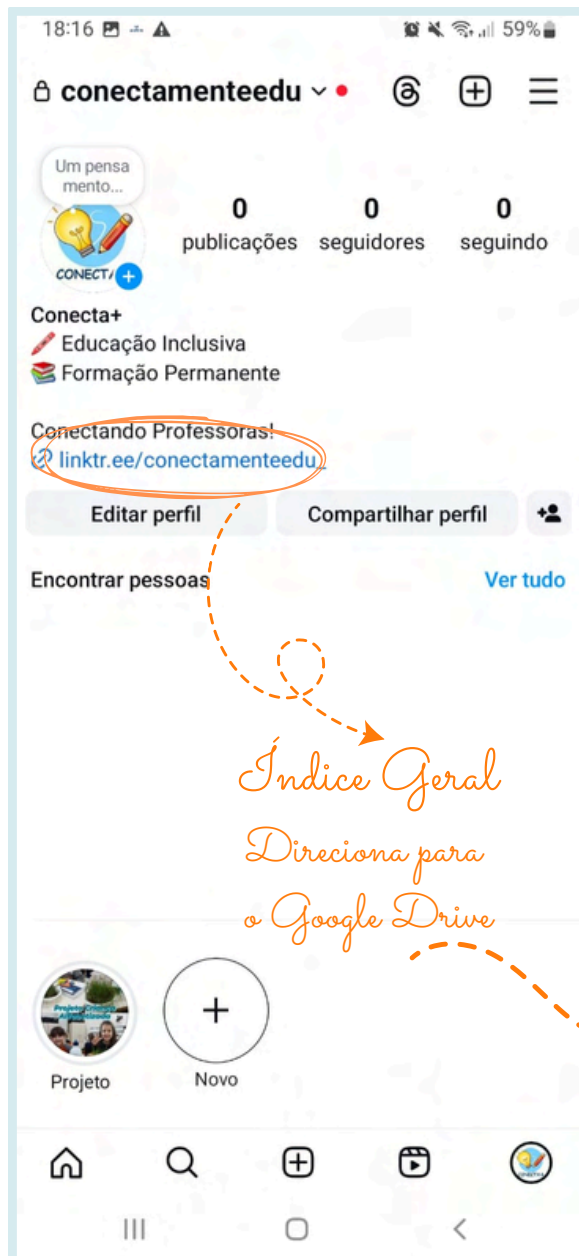 18:16
59%
conectamenteedu
Um pensa
mento...
0 0 0
publicações seguidores seguindo
CONECTA
Conecta+
Educação Inclusiva
Formação Permanente
Conectando Professoras!
linktr.ee/conectamenteedu_
Editar perfil Compartilhar perfil
Encontrar pessoas Ver tudo
Índice Geral
Direciona para
o Google Drive
Projeto Novo